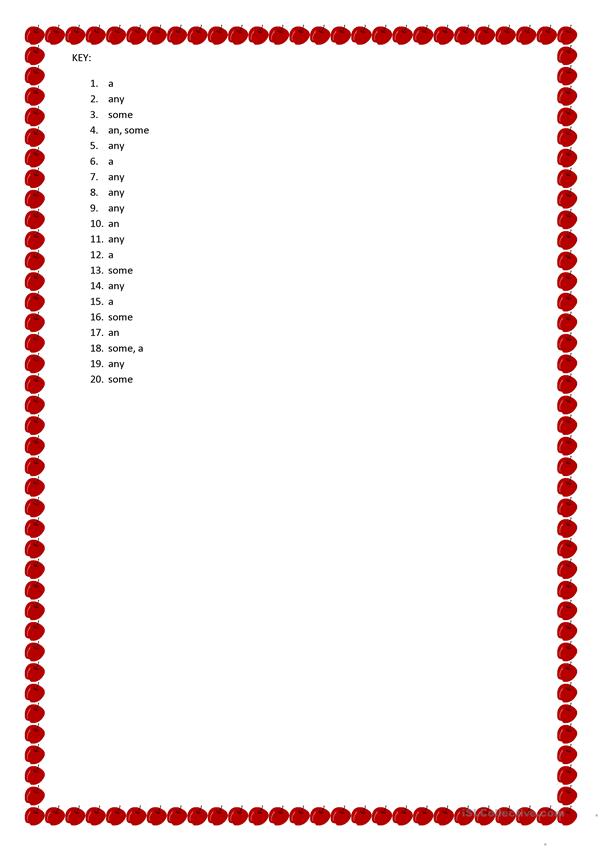 KEY:
1. a
2. any
3. some
4. an, some
5. any
6. a
7. any
8. any
9. any
10. an
11. any
12. a
13. some
14. any
15. a
16. some
17. an
18. some, a
19. any
20. some
iSLCollective.com